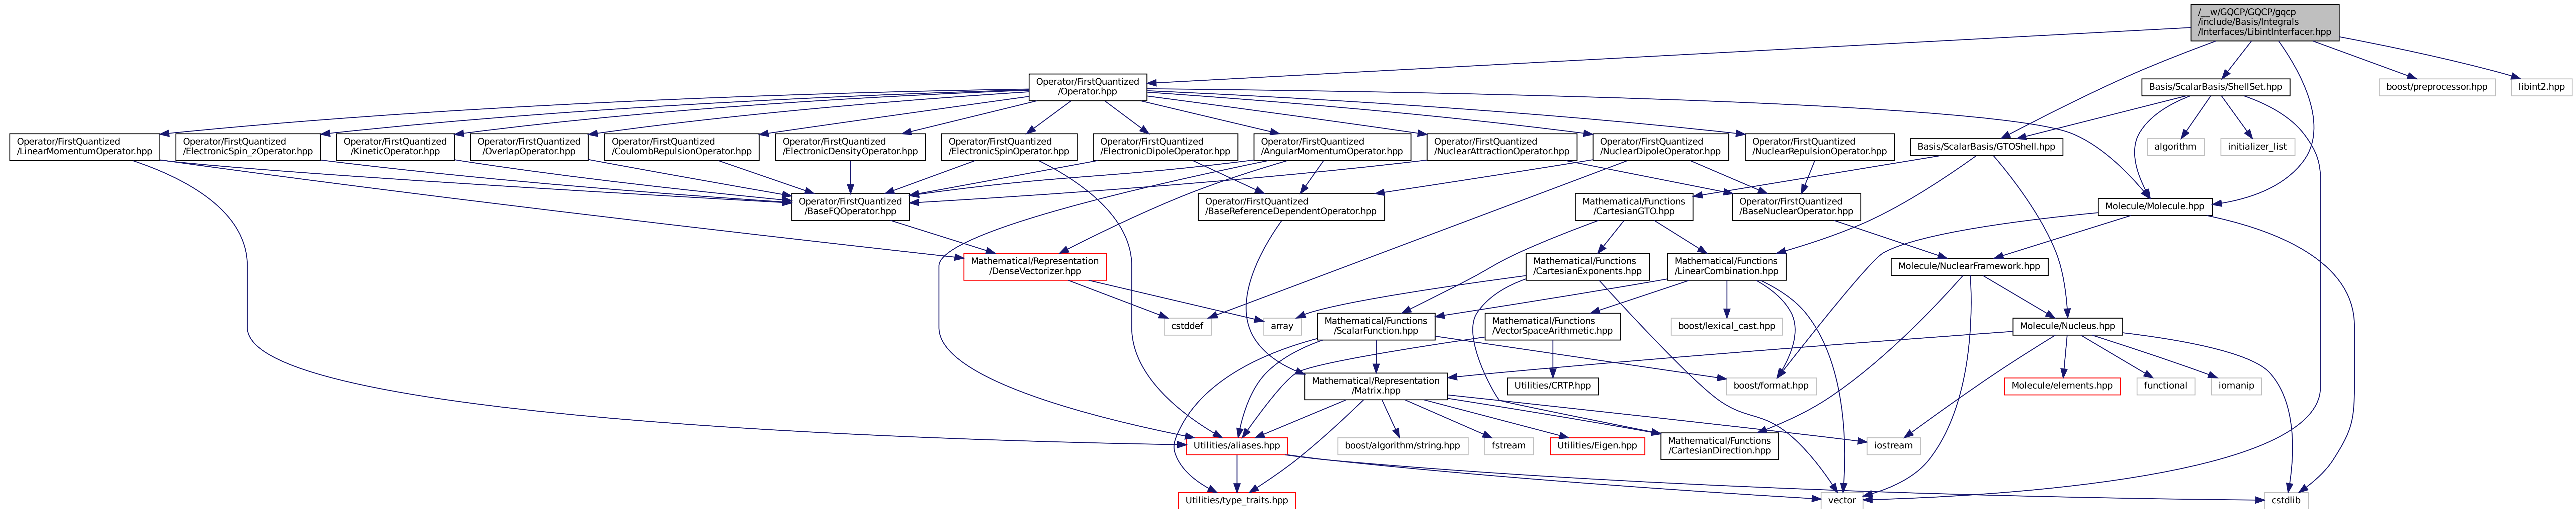 /__w/GQCP/GQCP/gqcp
/include/Basis/Integrals
/Interfaces/LibintInterfacer.hpp
Operator/FirstQuantized
/Operator.hpp
Basis/ScalarBasis/ShellSet.hpp
boost/preprocessor.hpp
libint2.hpp
Operator/FirstQuantized
/LinearMomentumOperator.hpp
Operator/FirstQuantized
/ElectronicSpin_zOperator.hpp
Operator/FirstQuantized
/KineticOperator.hpp
Operator/FirstQuantized
/OverlapOperator.hpp
Operator/FirstQuantized
/CoulombRepulsionOperator.hpp
Operator/FirstQuantized
/ElectronicDensityOperator.hpp
Operator/FirstQuantized
/ElectronicSpinOperator.hpp
Operator/FirstQuantized
/ElectronicDipoleOperator.hpp
Operator/FirstQuantized
/AngularMomentumOperator.hpp
Operator/FirstQuantized
/NuclearAttractionOperator.hpp
Operator/FirstQuantized
/NuclearDipoleOperator.hpp
Operator/FirstQuantized
/NuclearRepulsionOperator.hpp
Basis/ScalarBasis/GTOShell.hpp
algorithm
initializer_list
Operator/FirstQuantized
/BaseFQOperator.hpp
Operator/FirstQuantized
/BaseReferenceDependentOperator.hpp
Mathematical/Functions
/CartesianGTO.hpp
Operator/FirstQuantized
/BaseNuclearOperator.hpp
Molecule/Molecule.hpp
Mathematical/Representation
/DenseVectorizer.hpp
Mathematical/Functions
/CartesianExponents.hpp
Mathematical/Functions
/LinearCombination.hpp
Molecule/NuclearFramework.hpp
cstddef
array
Mathematical/Functions
/ScalarFunction.hpp
Mathematical/Functions
/VectorSpaceArithmetic.hpp
boost/lexical_cast.hpp
Molecule/Nucleus.hpp
Mathematical/Representation
/Matrix.hpp
Utilities/CRTP.hpp
boost/format.hpp
Molecule/elements.hpp
functional
iomanip
Utilities/aliases.hpp
boost/algorithm/string.hpp
fstream
Utilities/Eigen.hpp
Mathematical/Functions
/CartesianDirection.hpp
iostream
Utilities/type_traits.hpp
vector
cstdlib